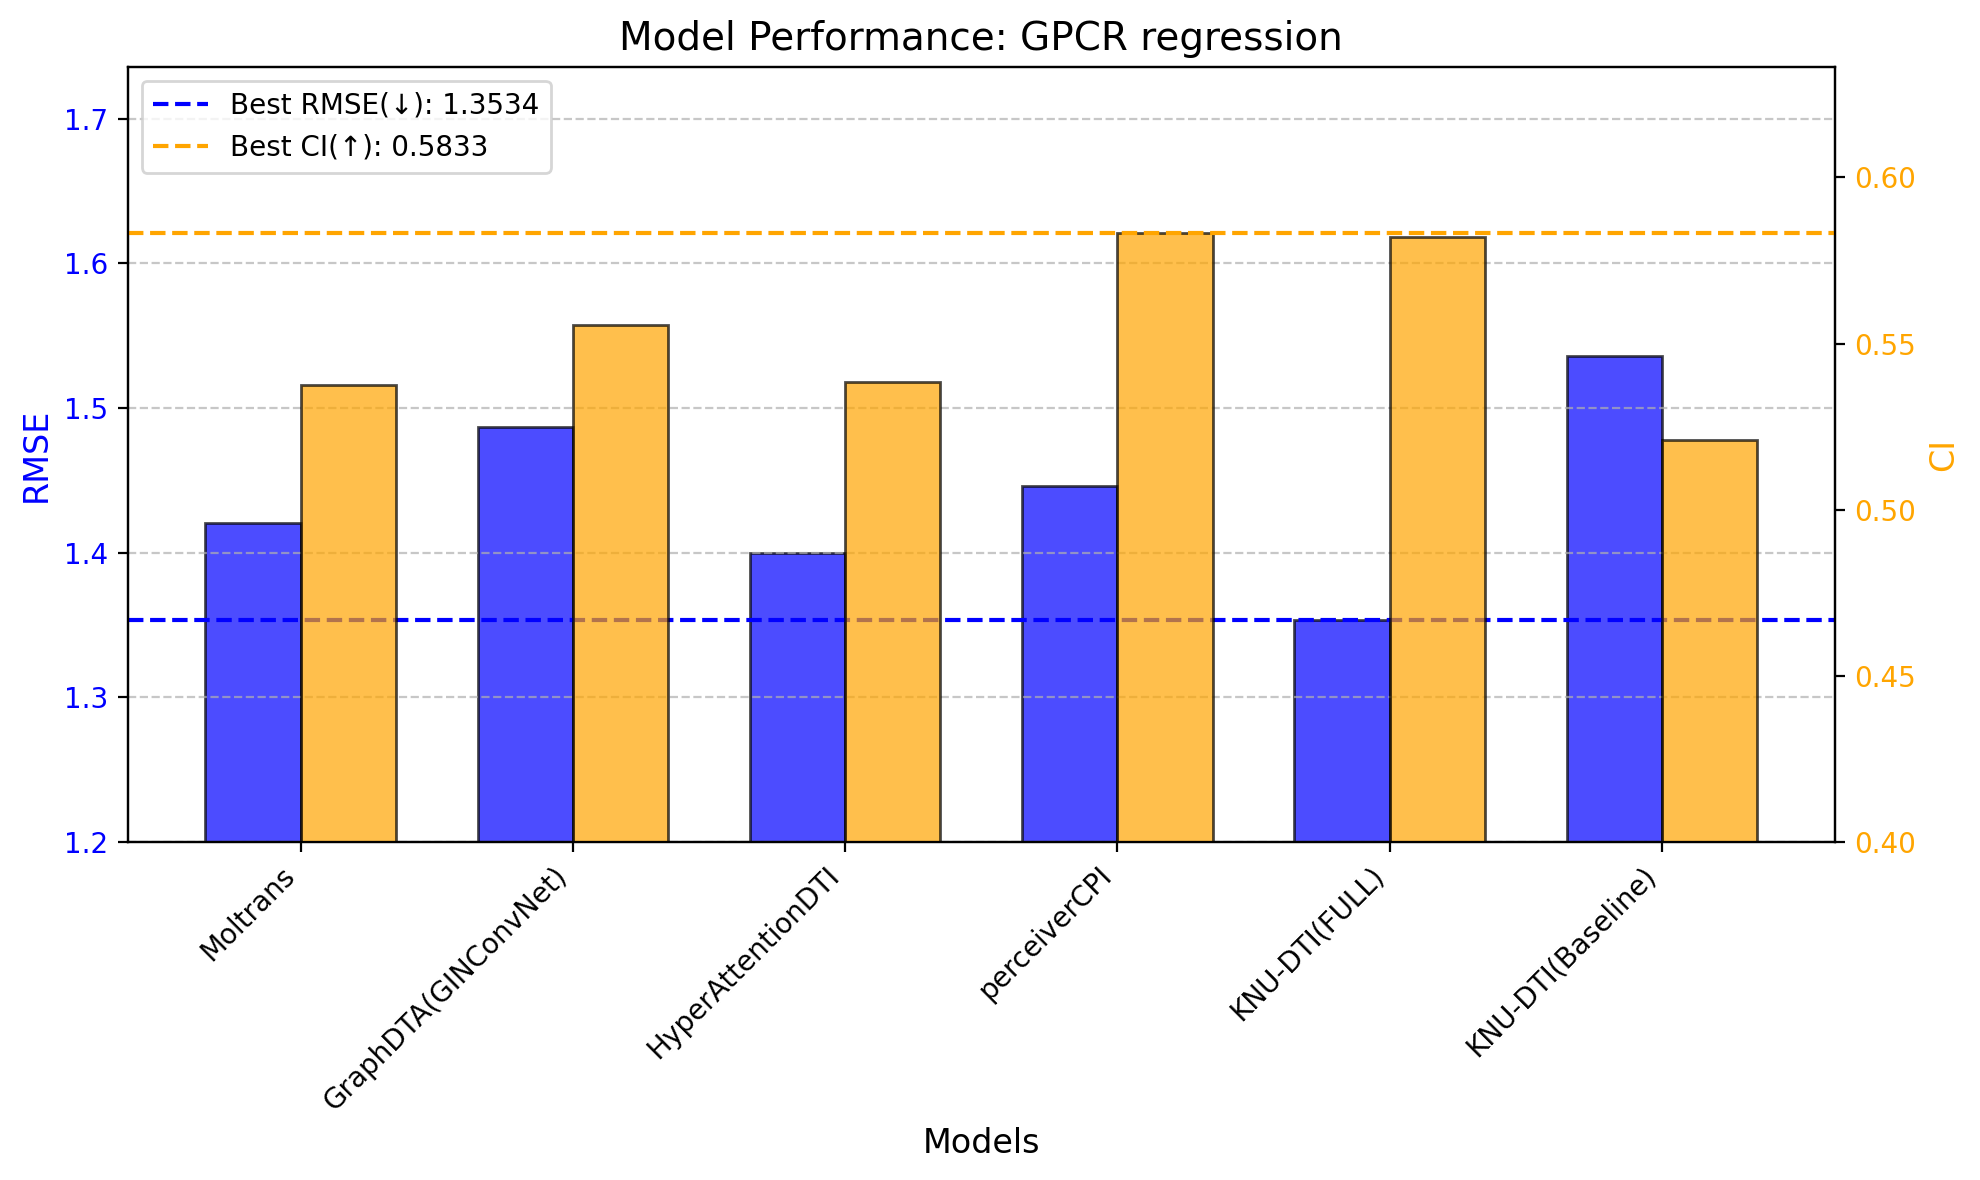 Model Performance: GPCR regression
Best RMSE(↓): 1.3534
Best CI(↑): 0.5833
RMSE
1.7
1.6
1.5
1.4
1.3
1.2
CI
0.60
0.55
0.50
0.45
0.40
Moltrans
GraphDTA(GINConvNet)
HyperAttentionDTI
perceiverCPI
KNU-DTI(FULL)
KNU-DTI(Baseline)
Models